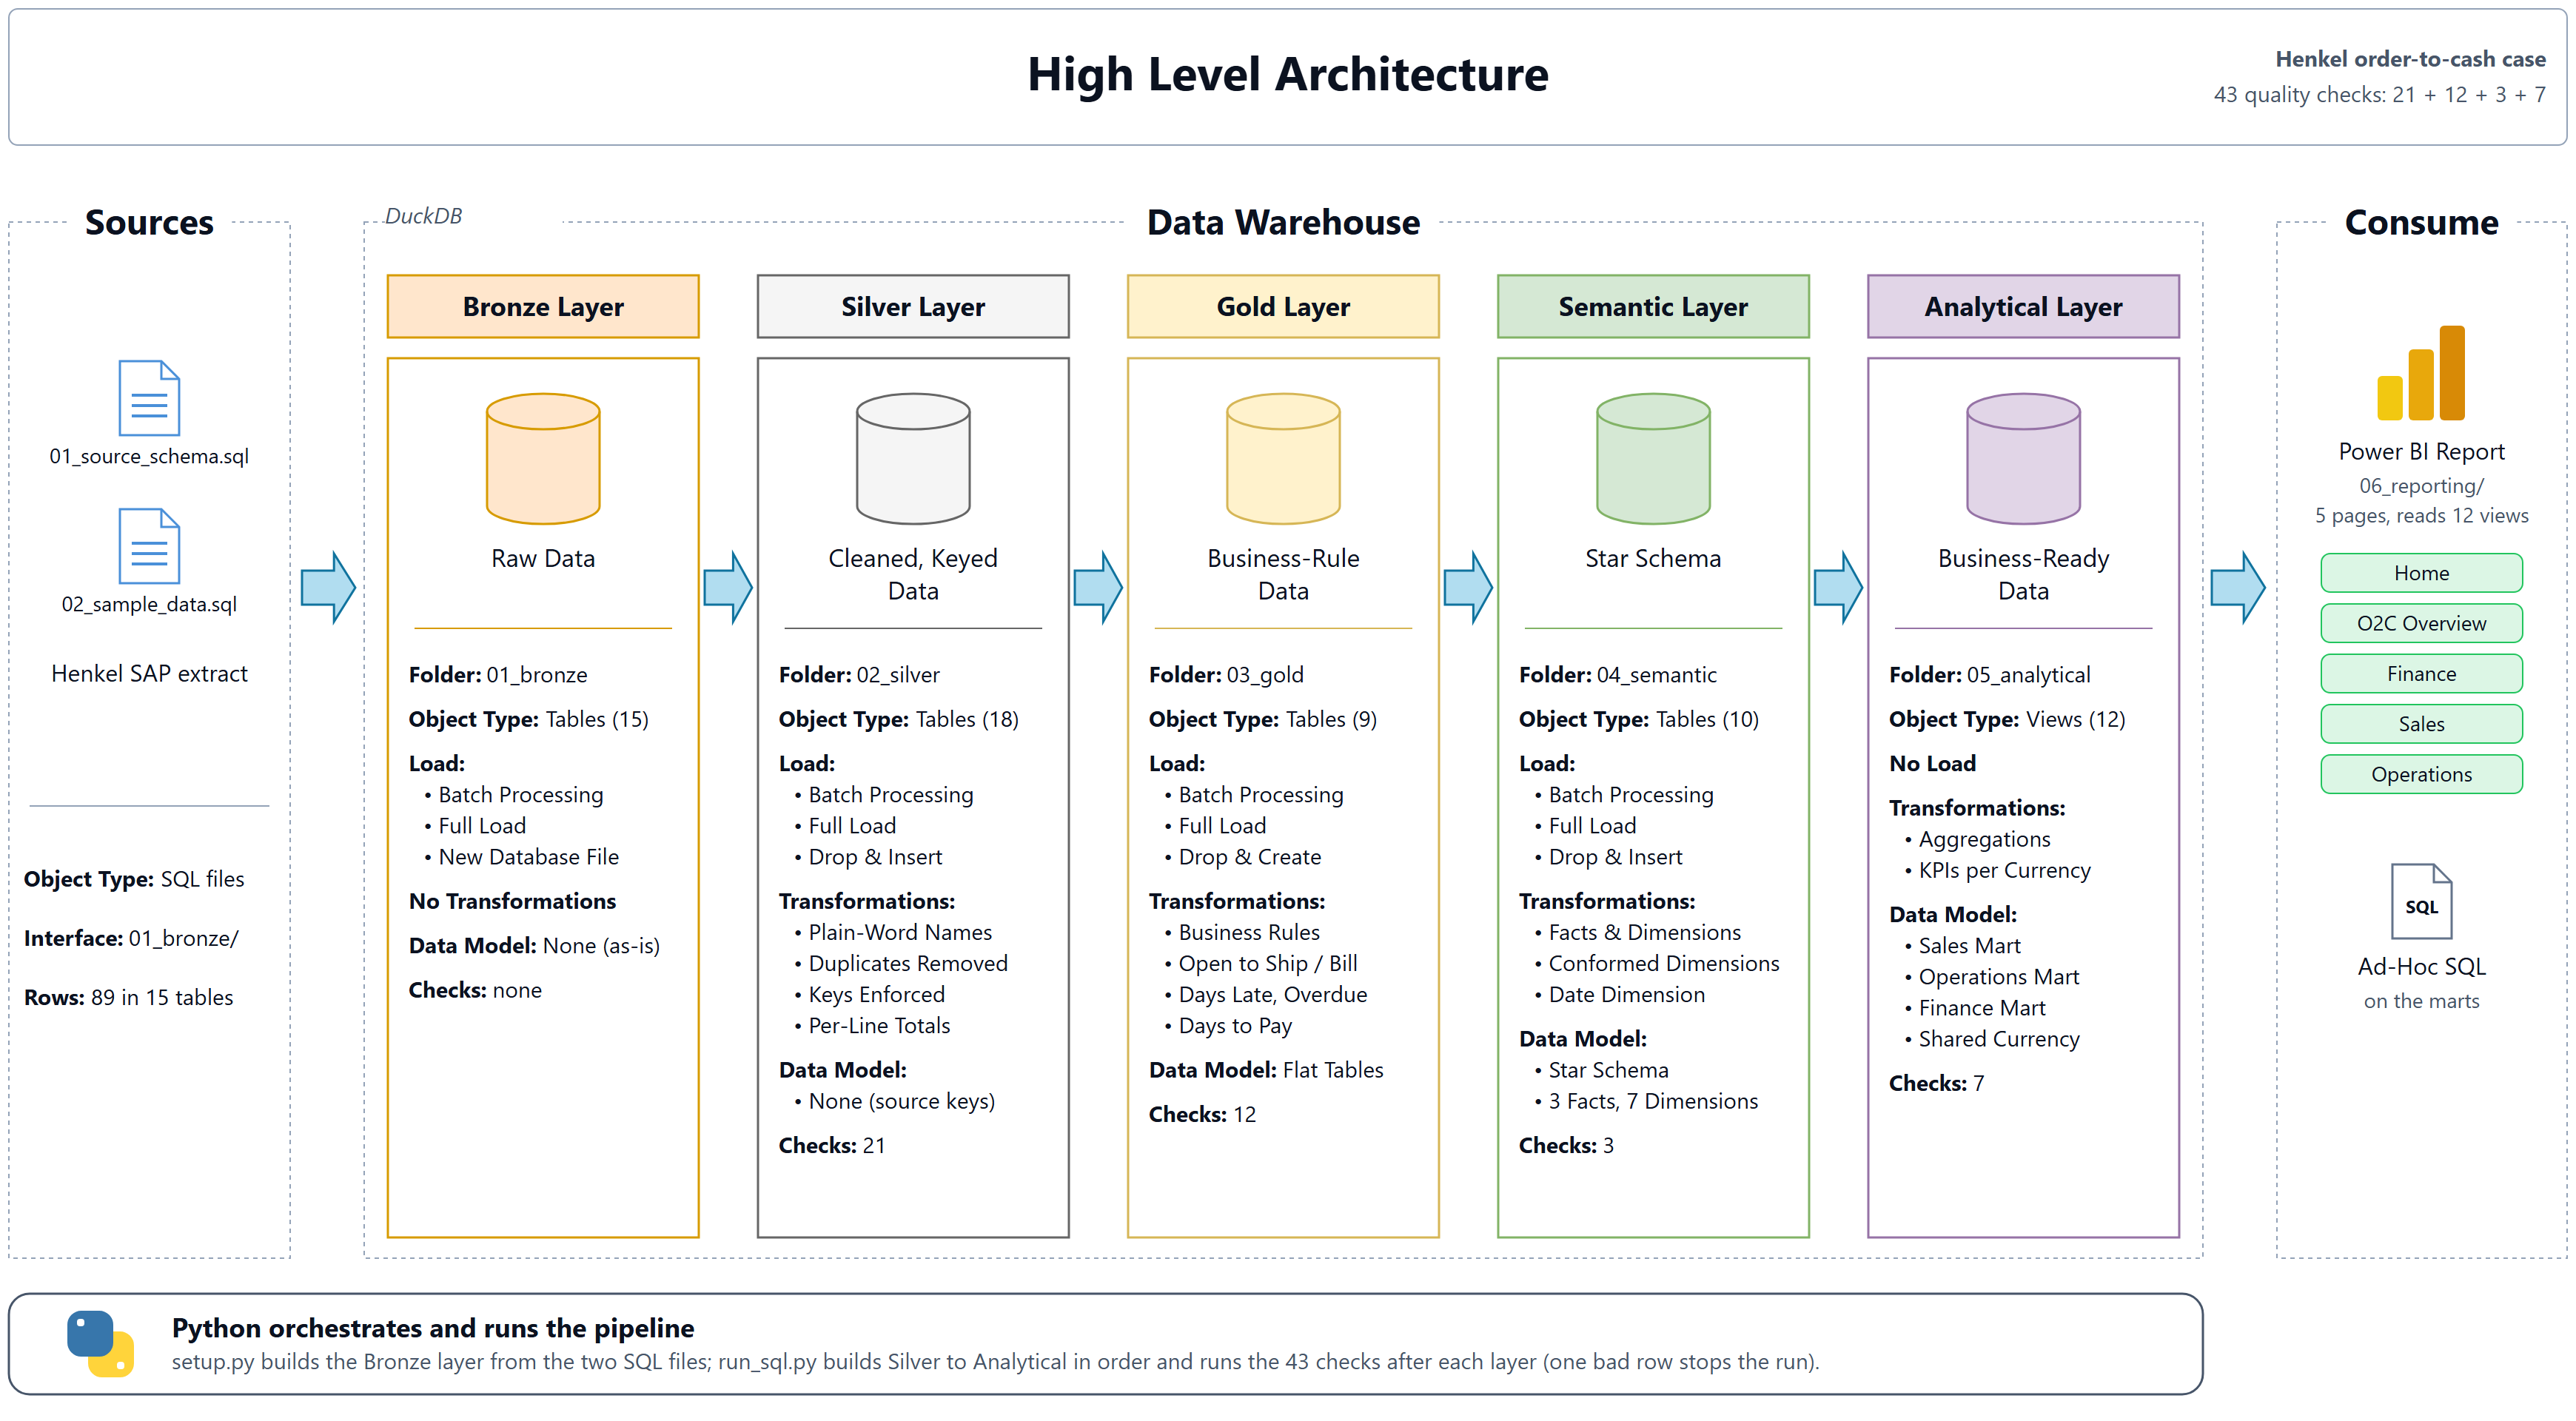 High Level Architecture
Henkel order-to-cash case
43 quality checks: 21 + 12 + 3 + 7
Sources
01_source_schema.sql
02_sample_data.sql
Henkel SAP extract
Object Type: SQL files
Interface: 01_bronze/
Rows: 89 in 15 tables
DuckDB
Data Warehouse
Bronze Layer
Raw Data
Folder: 01_bronze
Object Type: Tables (15)
Load:
• Batch Processing
• Full Load
• New Database File
No Transformations
Data Model: None (as-is)
Checks: none
Silver Layer
Cleaned, Keyed
Data
Folder: 02_silver
Object Type: Tables (18)
Load:
• Batch Processing
• Full Load
• Drop & Insert
Transformations:
• Plain-Word Names
• Duplicates Removed
• Keys Enforced
• Per-Line Totals
Data Model:
• None (source keys)
Checks: 21
Gold Layer
Business-Rule
Data
Folder: 03_gold
Object Type: Tables (9)
Load:
• Batch Processing
• Full Load
• Drop & Create
Transformations:
• Business Rules
• Open to Ship / Bill
• Days Late, Overdue
• Days to Pay
Data Model: Flat Tables
Checks: 12
Semantic Layer
Star Schema
Folder: 04_semantic
Object Type: Tables (10)
Load:
• Batch Processing
• Full Load
• Drop & Insert
Transformations:
• Facts & Dimensions
• Conformed Dimensions
• Date Dimension
Data Model:
• Star Schema
• 3 Facts, 7 Dimensions
Checks: 3
Analytical Layer
Business-Ready
Data
Folder: 05_analytical
Object Type: Views (12)
No Load
Transformations:
• Aggregations
• KPIs per Currency
Data Model:
• Sales Mart
• Operations Mart
• Finance Mart
• Shared Currency
Checks: 7
Consume
Power BI Report
06_reporting/
5 pages, reads 12 views
Home
O2C Overview
Finance
Sales
Operations
SQL
Ad-Hoc SQL
on the marts
Python orchestrates and runs the pipeline
setup.py builds the Bronze layer from the two SQL files; run_sql.py builds Silver to Analytical in order and runs the 43 checks after each layer (one bad row stops the run).